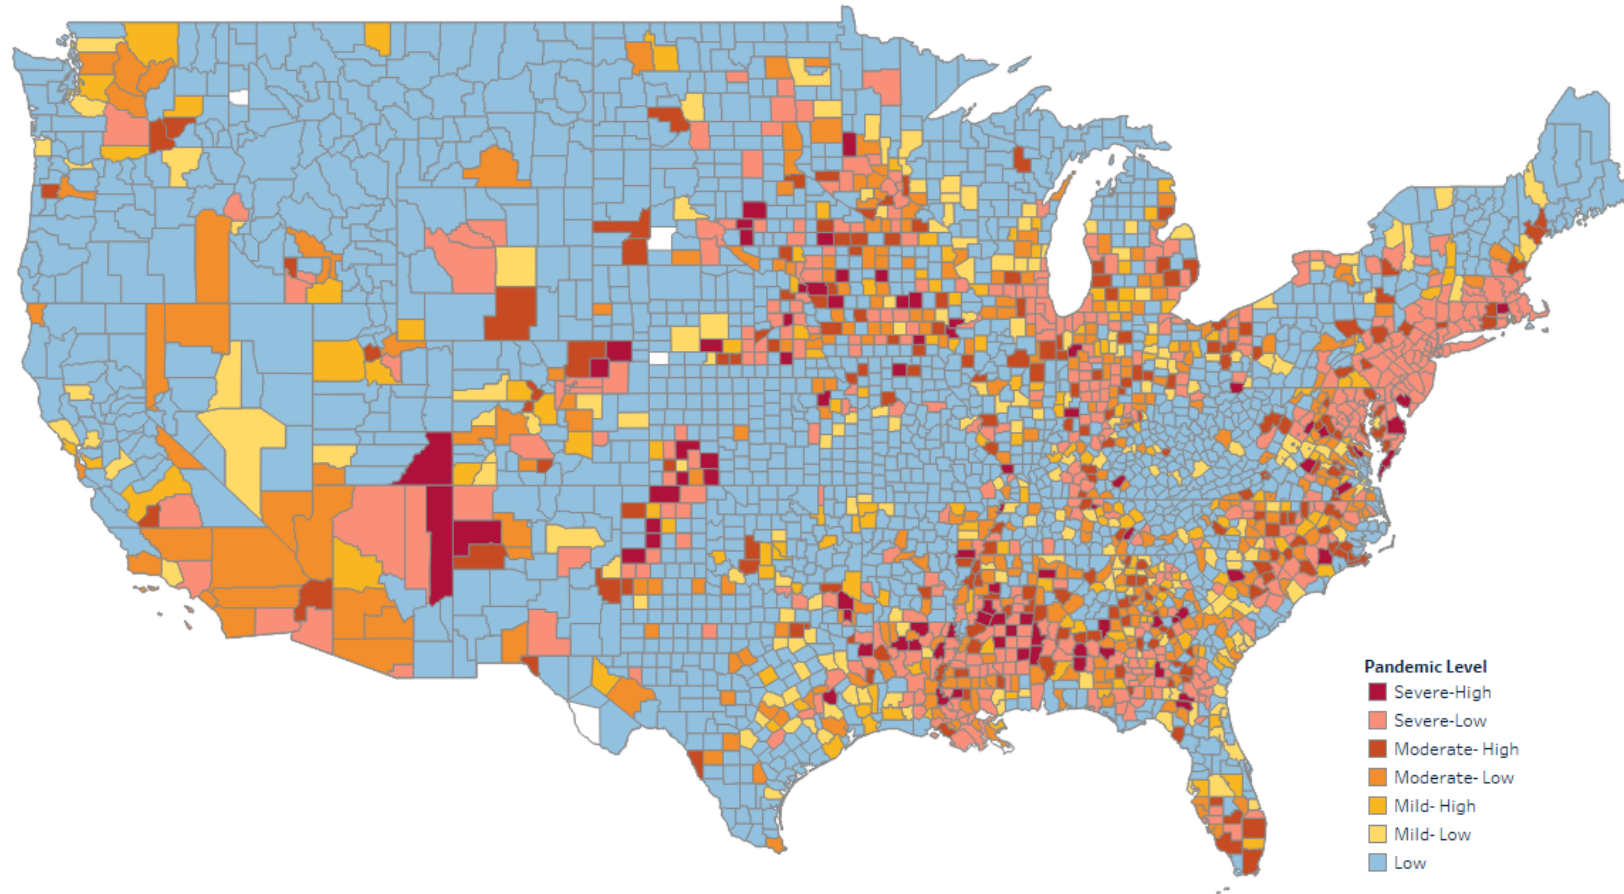 Pandemic Level
Severe-High
Severe-Low
Moderate- High
Moderate- Low
Mild- High
Mild- Low
Low